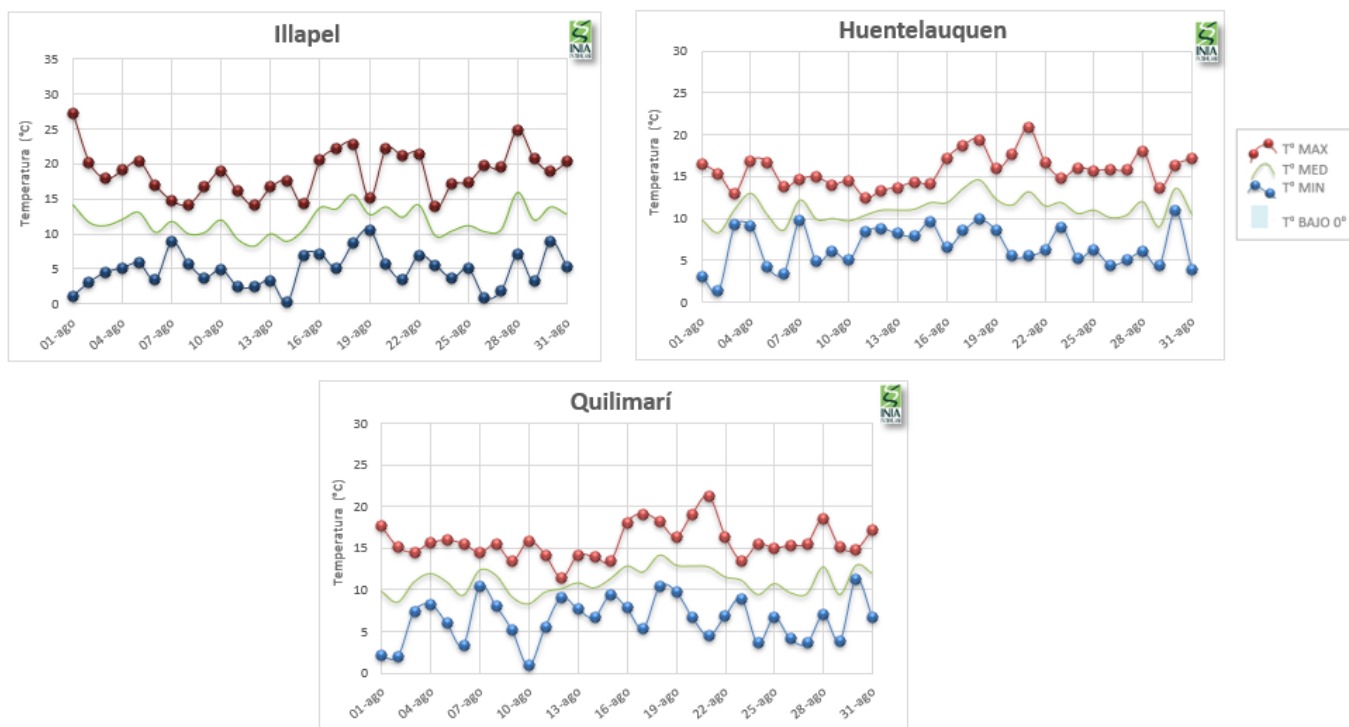 Illapel
INIA
Temperatura (°C)
35
30
25
20
15
10
5
0
01-ago
04-ago
07-ago
10-ago
13-ago
16-ago
19-ago
22-ago
25-ago
28-ago
31-ago
Huentelauquen
INIA
Temperatura (°C)
30
25
20
15
10
5
0
01-ago
04-ago
07-ago
10-ago
13-ago
16-ago
19-ago
22-ago
25-ago
28-ago
31-ago
T° MAX
T° MED
T° MIN
T° BAJO 0°
Quilimarí
INIA
Temperatura (°C)
30
25
20
15
10
5
0
01-ago
04-ago
07-ago
10-ago
13-ago
16-ago
19-ago
22-ago
25-ago
28-ago
31-ago